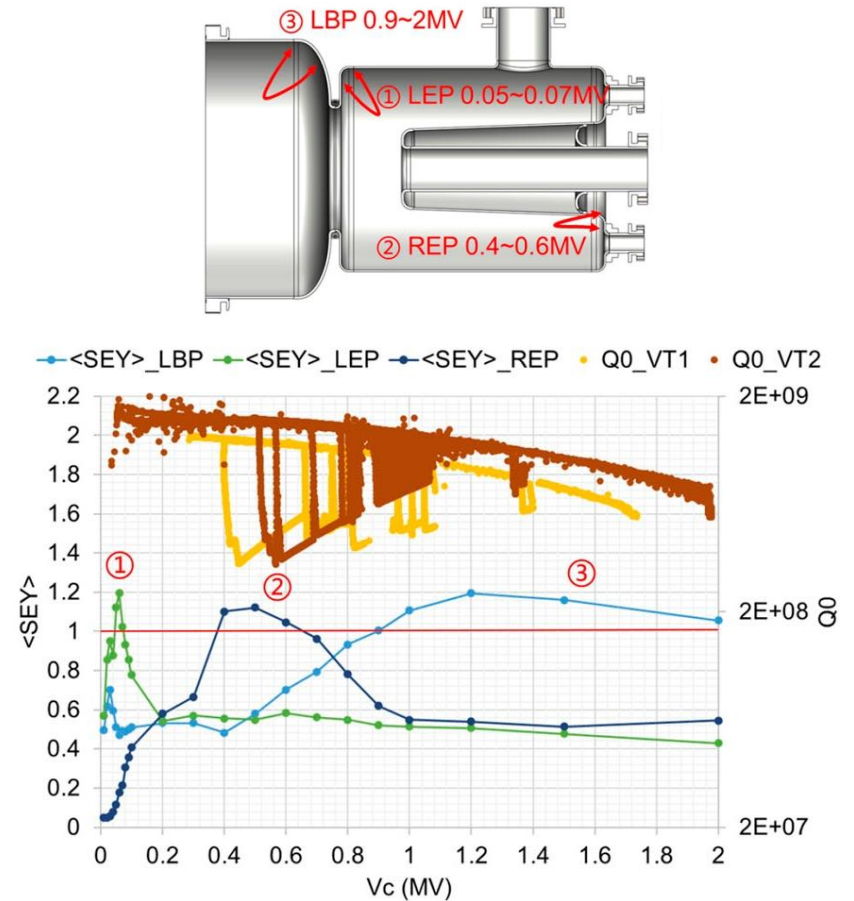 ③ LBP 0.9~2MV
① LEP 0.05~0.07MV
② REP 0.4~0.6MV
<SEY>_LBP <SEY>_LEP <SEY>_REP Q0_VT1 Q0_VT2
2.2 2E+09
2
1.8
1.6
1.4
① ② ③
1.2 2E+08
1
0.8
0.6
0.4
0.2
0 2E+07
<SEY>
Q0
0 0.2 0.4 0.6 0.8 1 1.2 1.4 1.6 1.8 2
Vc (MV)